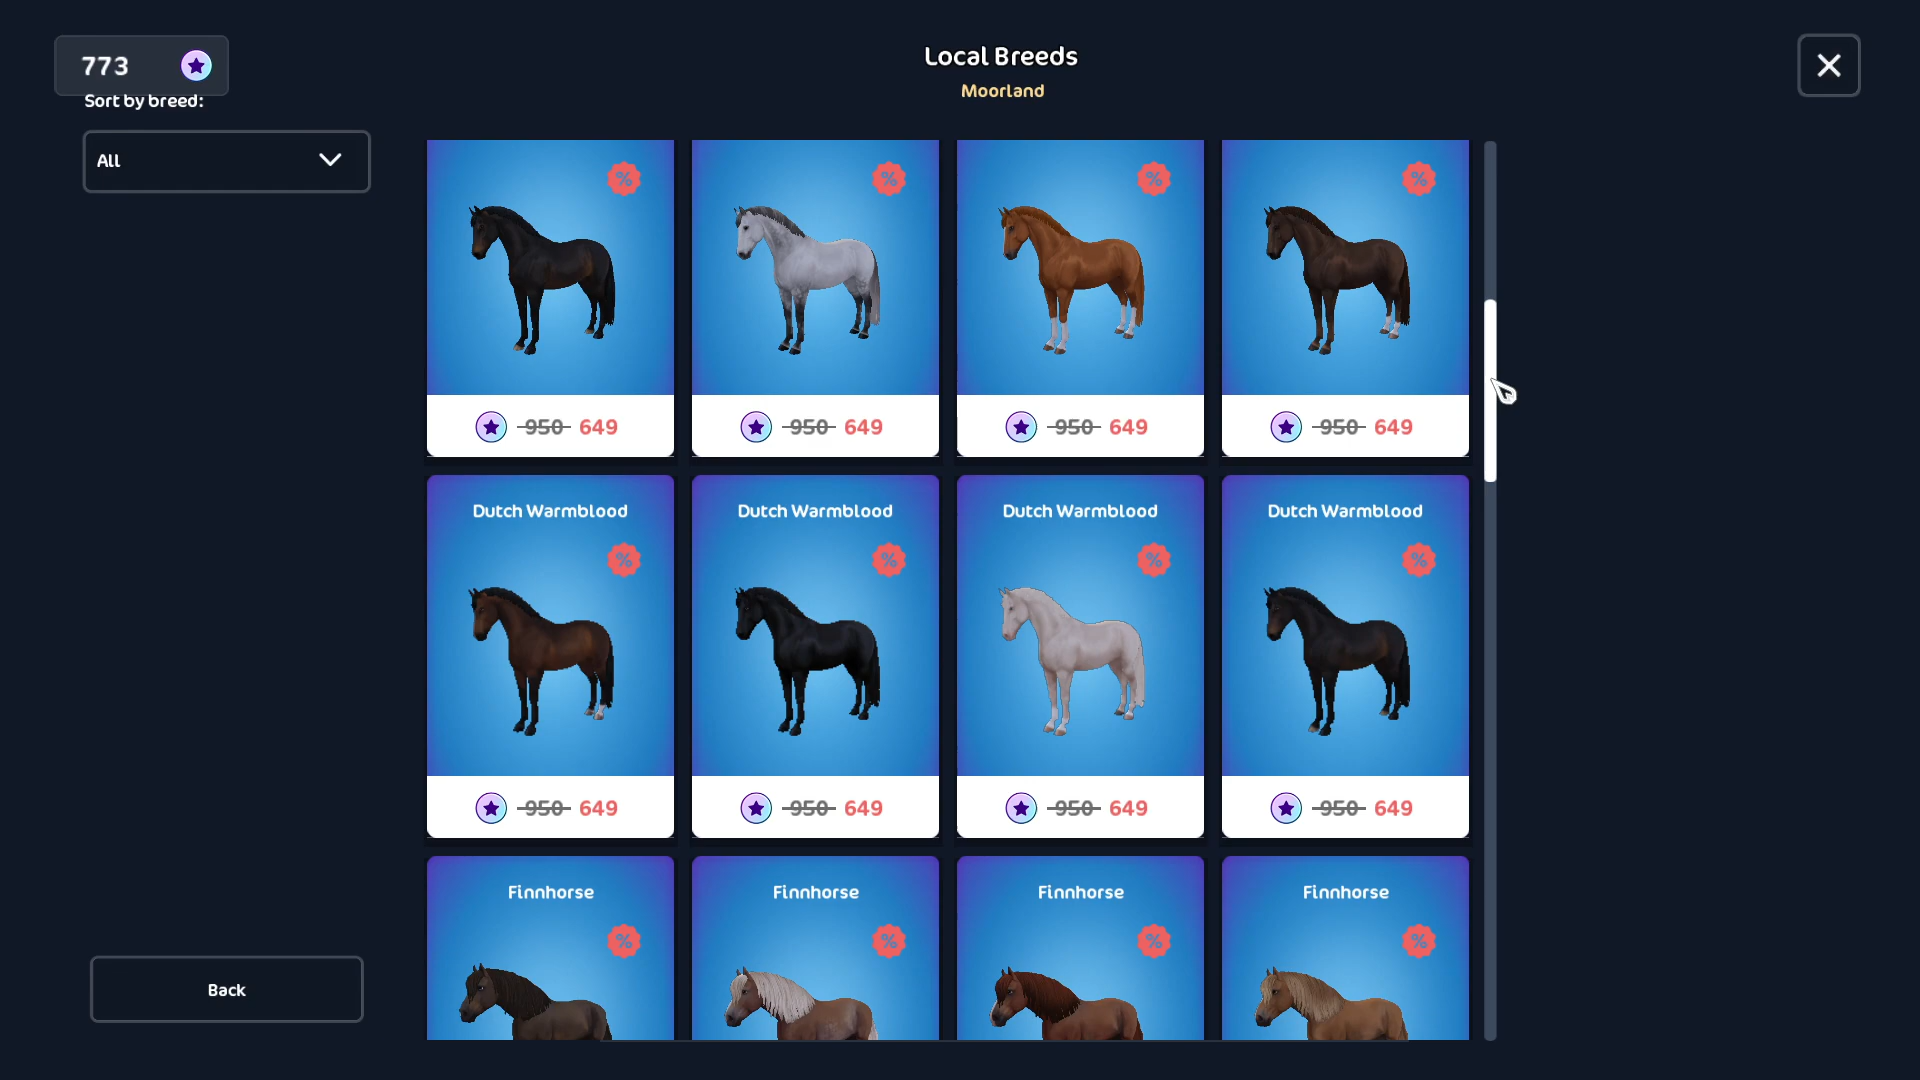 773
Local Breeds
Moorland
Sort by breed:
All
% % % %
950 649 950 649 950 649 950 649
Dutch Warmblood Dutch Warmblood Dutch Warmblood Dutch Warmblood
% % % %
950 649 950 649 950 649 950 649
Finnhorse Finnhorse Finnhorse Finnhorse
% % % %
Back